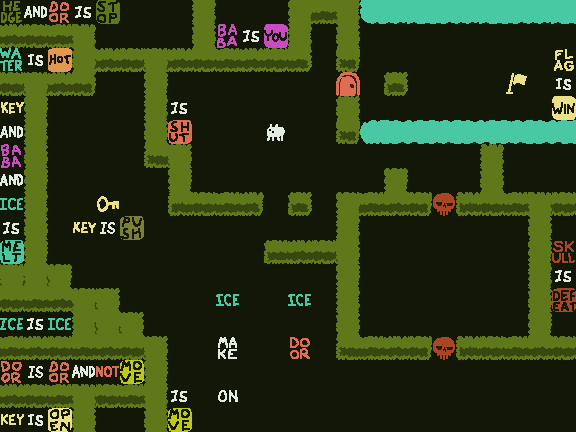 HEDGE AND DOOR IS STOP
BABA IS YOU
WATER IS HOT
FLAG
IS
WIN
KEY
AND
BABA
AND
ICE
IS
MELT
IS
SHUT
KEY IS PUSH
SKULL
IS
DEFEAT
ICE ICE
ICE IS ICE
MAKE DOOR
DOOR IS DOOR AND NOT MOVE
IS ON
KEY IS OPEN
MOVE